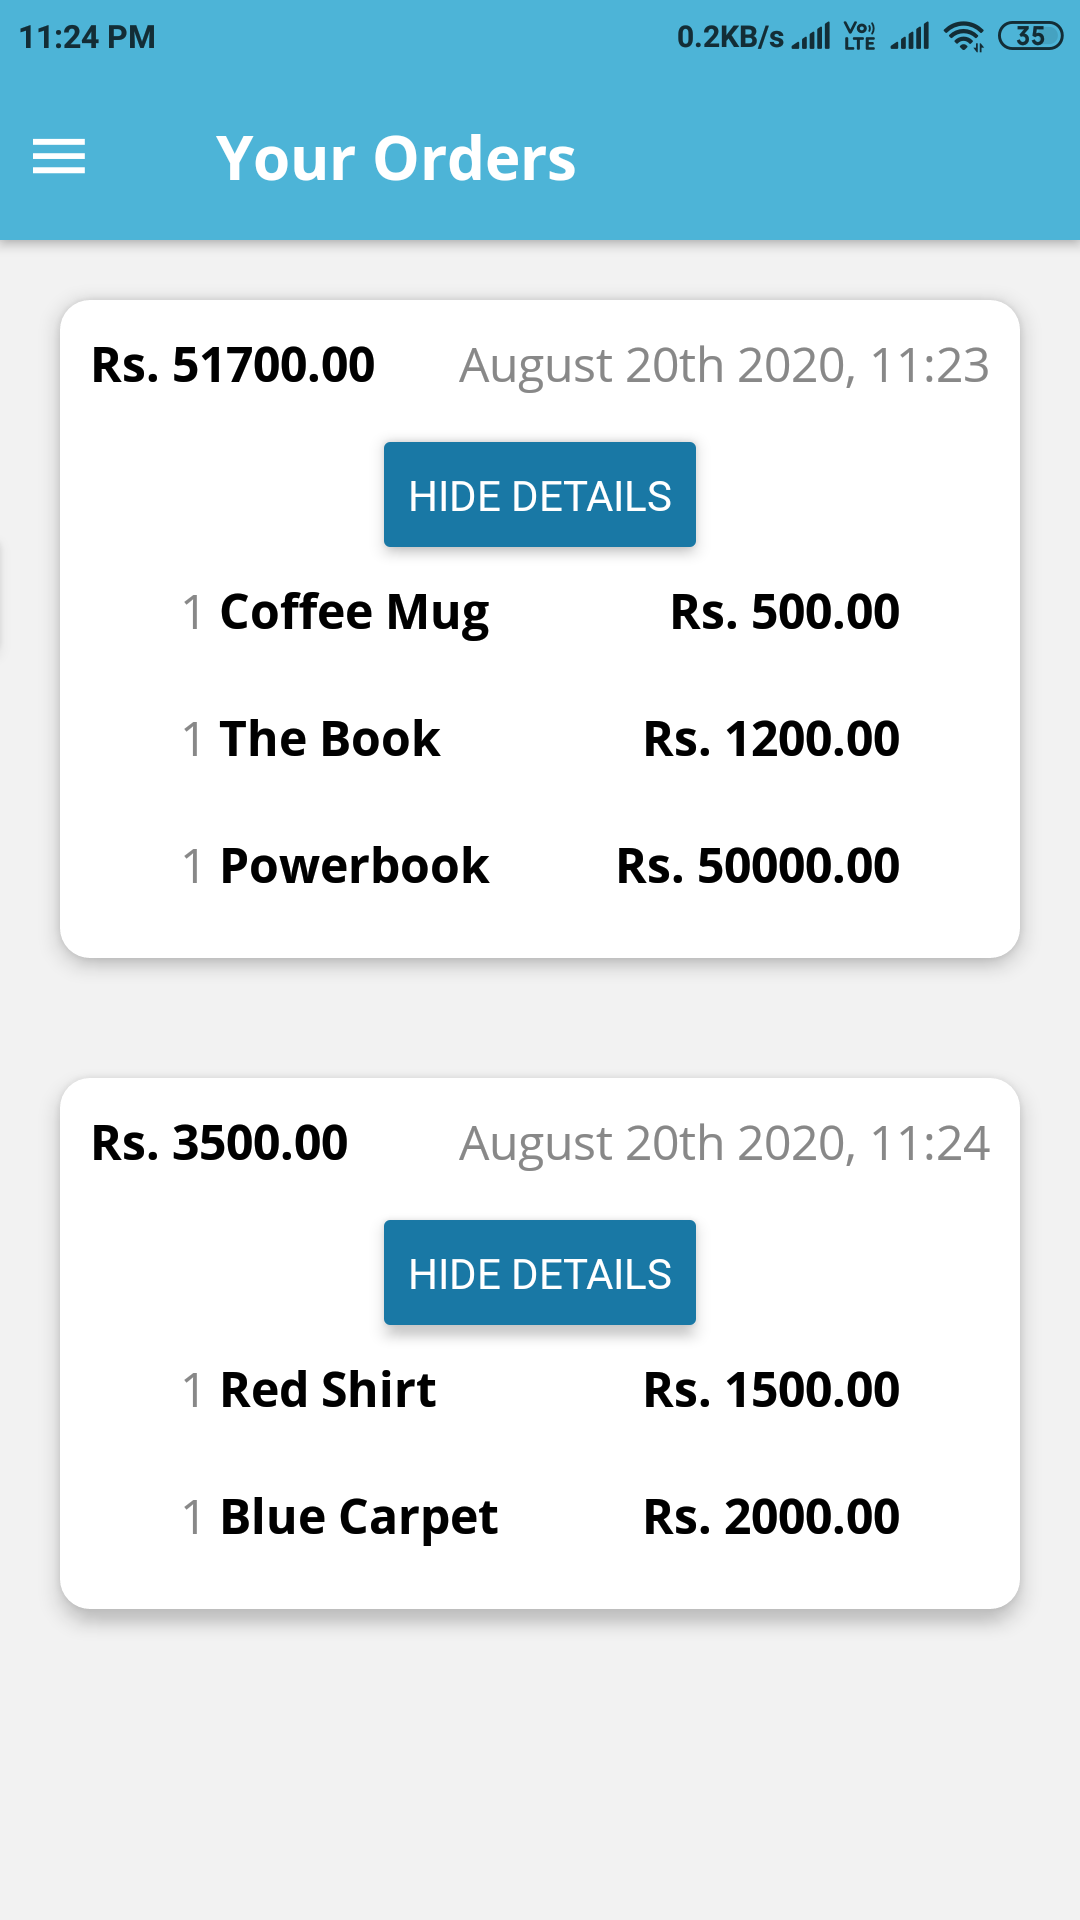 11:24 PM 0.2KB/s Vo LTE 35
Your Orders
Rs. 51700.00 August 20th 2020, 11:23
HIDE DETAILS
1 Coffee Mug Rs. 500.00
1 The Book Rs. 1200.00
1 Powerbook Rs. 50000.00
Rs. 3500.00 August 20th 2020, 11:24
HIDE DETAILS
1 Red Shirt Rs. 1500.00
1 Blue Carpet Rs. 2000.00